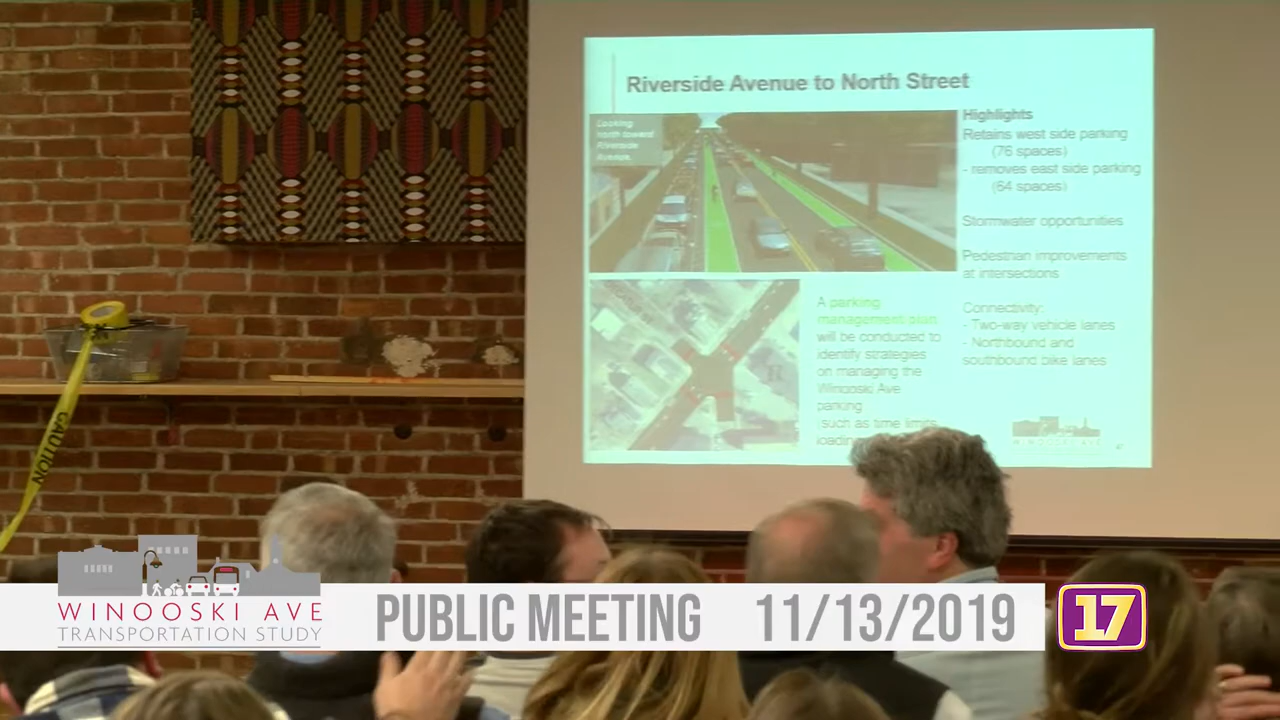 Riverside Avenue to North Street
Looking
north toward
Riverside
Avenue.
Highlights
Retains west side parking
(76 spaces)
- removes east side parking
(64 spaces)
Stormwater opportunities
Pedestrian improvements
at intersections
Connectivity:
- Two-way vehicle lanes
- Northbound and
southbound bike lanes
A parking
management plan
will be conducted to
identify strategies
on managing the
Winooski Ave
parking
such as time limits
loading
WINOOSKI AVE
CAUTION
WINOOSKI AVE
TRANSPORTATION STUDY
PUBLIC MEETING 11/13/2019
17